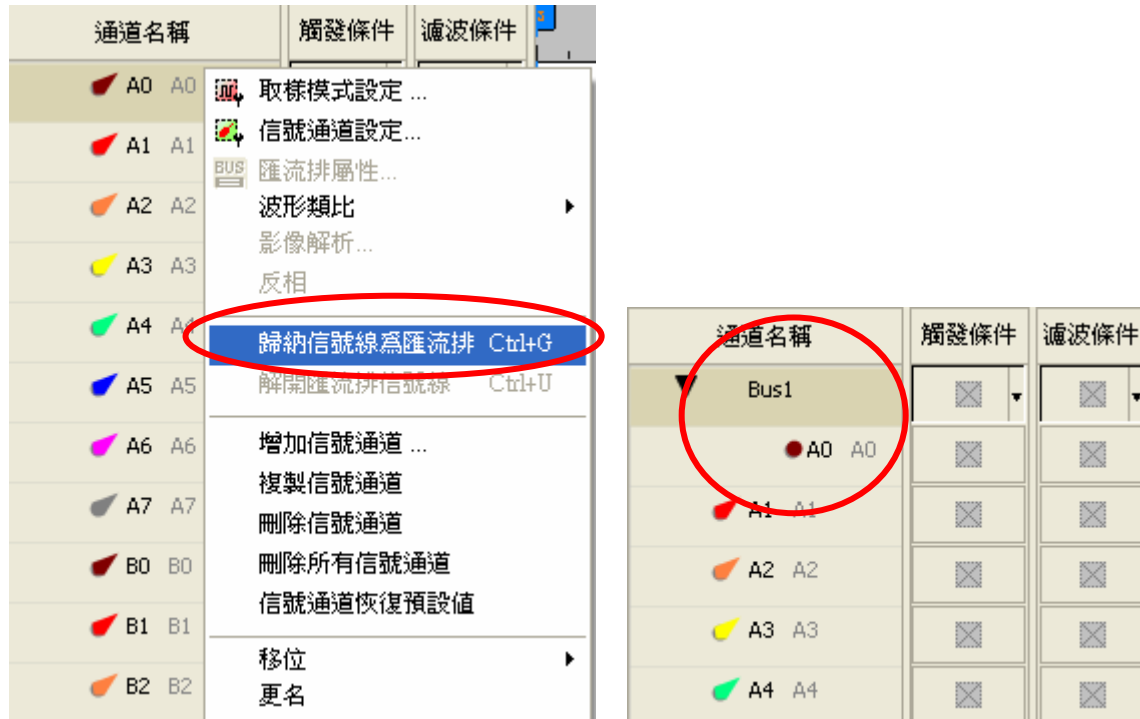 通道名稱 觸發條件 濾波條件
A0 A0
A1 A1
A2 A2
A3 A3
A4 A4
A5 A5
A6 A6
A7 A7
B0 B0
B1 B1
B2 B2
取樣模式設定 ...
信號通道設定...
BUS 匯流排屬性...
波形類比
影像解析...
反相
歸納信號線為匯流排 Ctrl+G
解開匯流排信號線 Ctrl+U
增加信號通道 ...
複製信號通道
刪除信號通道
刪除所有信號通道
信號通道恢復預設值
移位
更名
通道名稱 觸發條件 濾波條件
Bus1
A0 A0
A1 A1
A2 A2
A3 A3
A4 A4